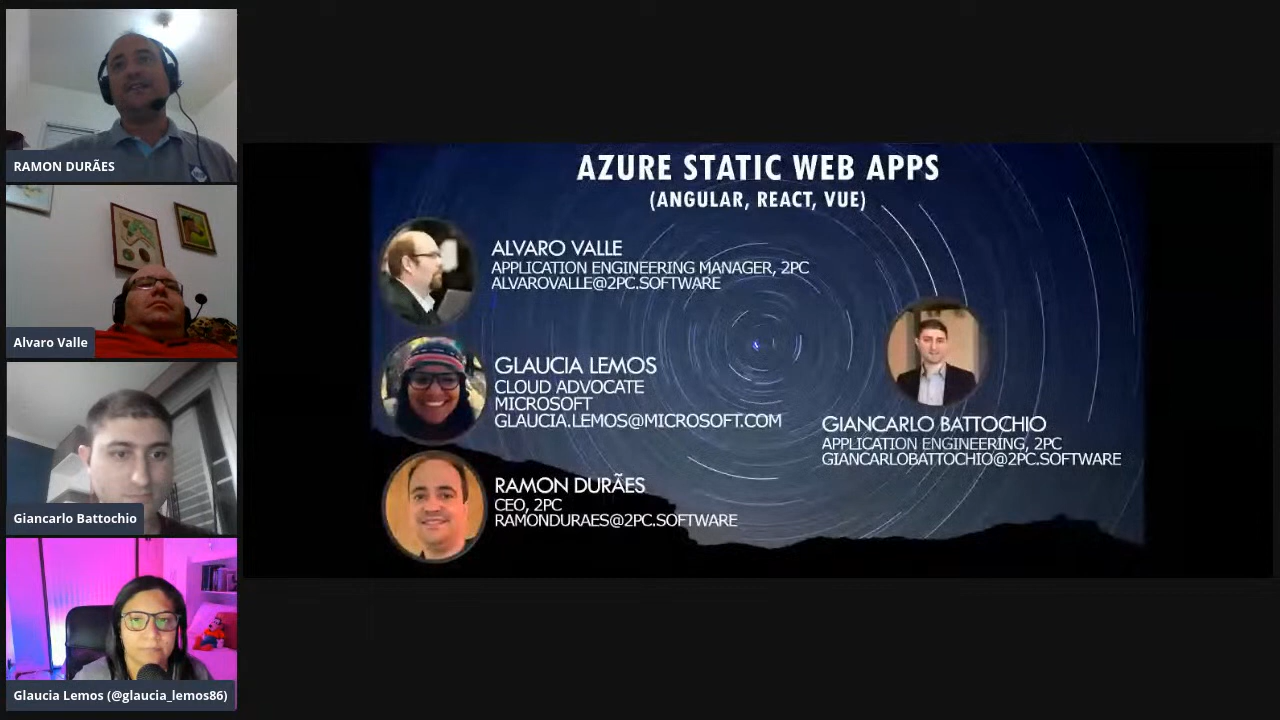 RAMON DURÃES
Alvaro Valle
Giancarlo Battochio
Glaucia Lemos (@glaucia_lemos86)
AZURE STATIC WEB APPS
(ANGULAR, REACT, VUE)
ALVARO VALLE
APPLICATION ENGINEERING MANAGER, 2PC
ALVAROVALLE@2PC.SOFTWARE
GLAUCIA LEMOS
CLOUD ADVOCATE
MICROSOFT
GLAUCIA.LEMOS@MICROSOFT.COM
RAMON DURÃES
CEO, 2PC
RAMONDURAES@2PC.SOFTWARE
GIANCARLO BATTOCHIO
APPLICATION ENGINEERING, 2PC
GIANCARLOBATTOCHIO@2PC.SOFTWARE